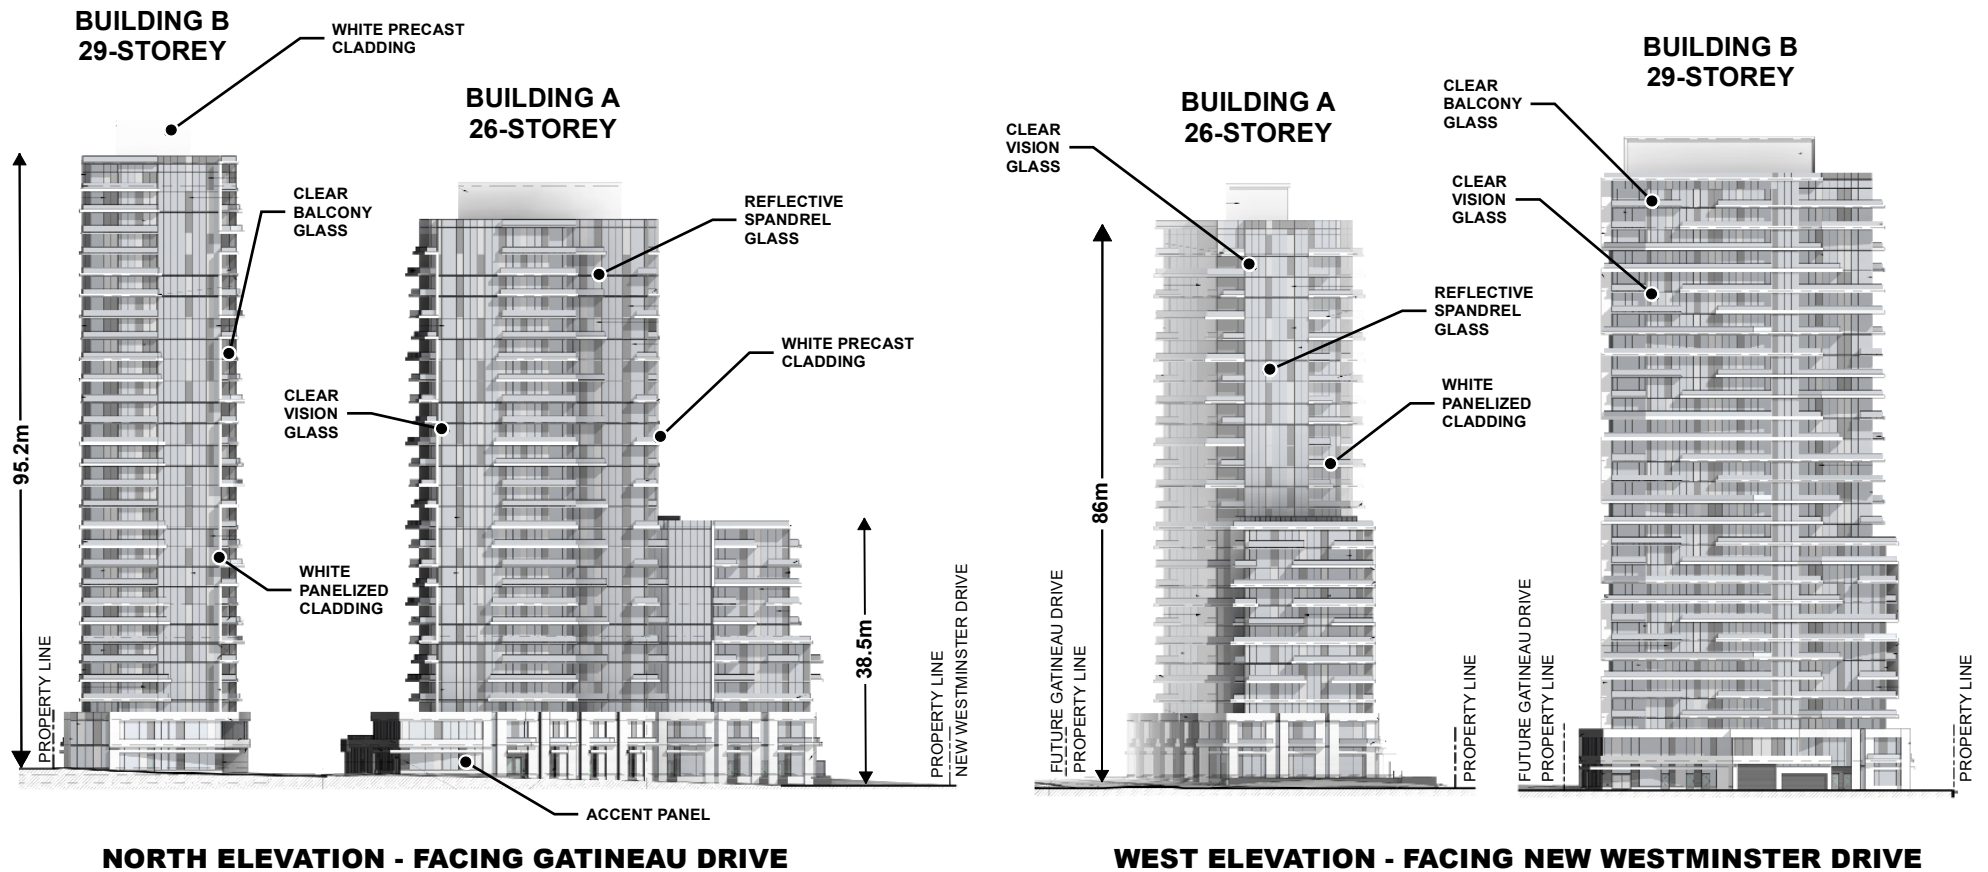 BUILDING B
29-STOREY
WHITE PRECAST
CLADDING
BUILDING A
26-STOREY
CLEAR
BALCONY
GLASS
REFLECTIVE
SPANDREL
GLASS
WHITE PRECAST
CLADDING
CLEAR
VISION
GLASS
WHITE
PANELIZED
CLADDING
95.2m
38.5m
PROPERTY LINE
PROPERTY LINE
NEW WESTMINSTER DRIVE
ACCENT PANEL
NORTH ELEVATION - FACING GATINEAU DRIVE
BUILDING A
26-STOREY
BUILDING B
29-STOREY
CLEAR
VISION
GLASS
CLEAR
BALCONY
GLASS
CLEAR
VISION
GLASS
REFLECTIVE
SPANDREL
GLASS
WHITE
PANELIZED
CLADDING
86m
FUTURE GATINEAU DRIVE
PROPERTY LINE
PROPERTY LINE
FUTURE GATINEAU DRIVE
PROPERTY LINE
PROPERTY LINE
WEST ELEVATION - FACING NEW WESTMINSTER DRIVE